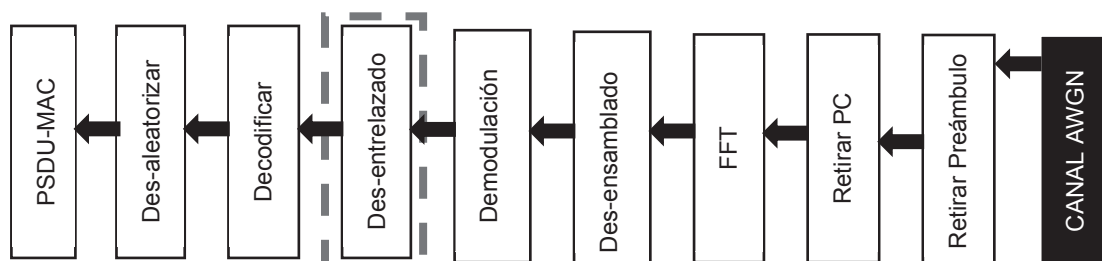 PSDU-MAC
Des-aleatorizar
Decodificar
Des-entrelazado
Demodulación
Des-ensamblado
FFT
Retirar PC
Retirar Preámbulo
CANAL AWGN